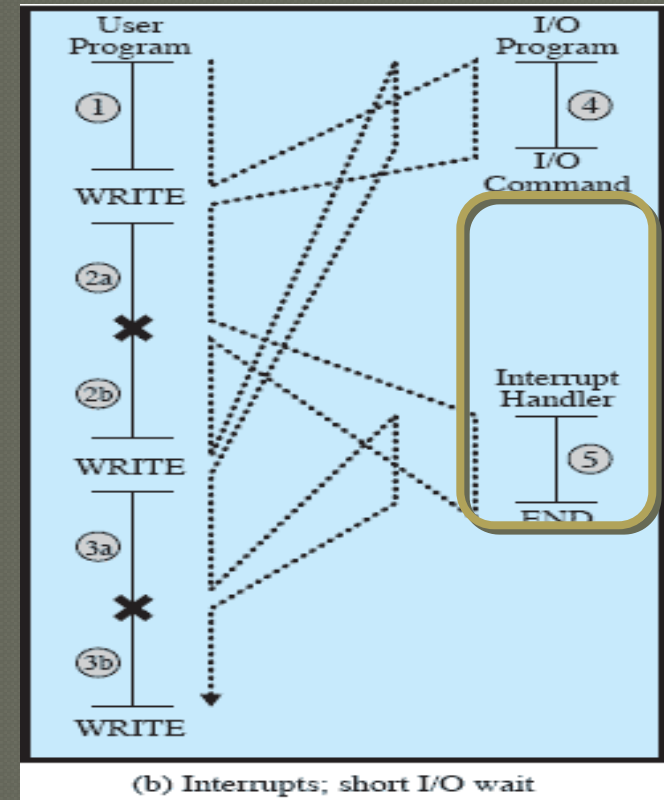 User
Program
I/O
Program
1
4
WRITE
I/O
Command
2a
2b
Interrupt
Handler
5
WRITE
END
3a
3b
WRITE
(b) Interrupts; short I/O wait